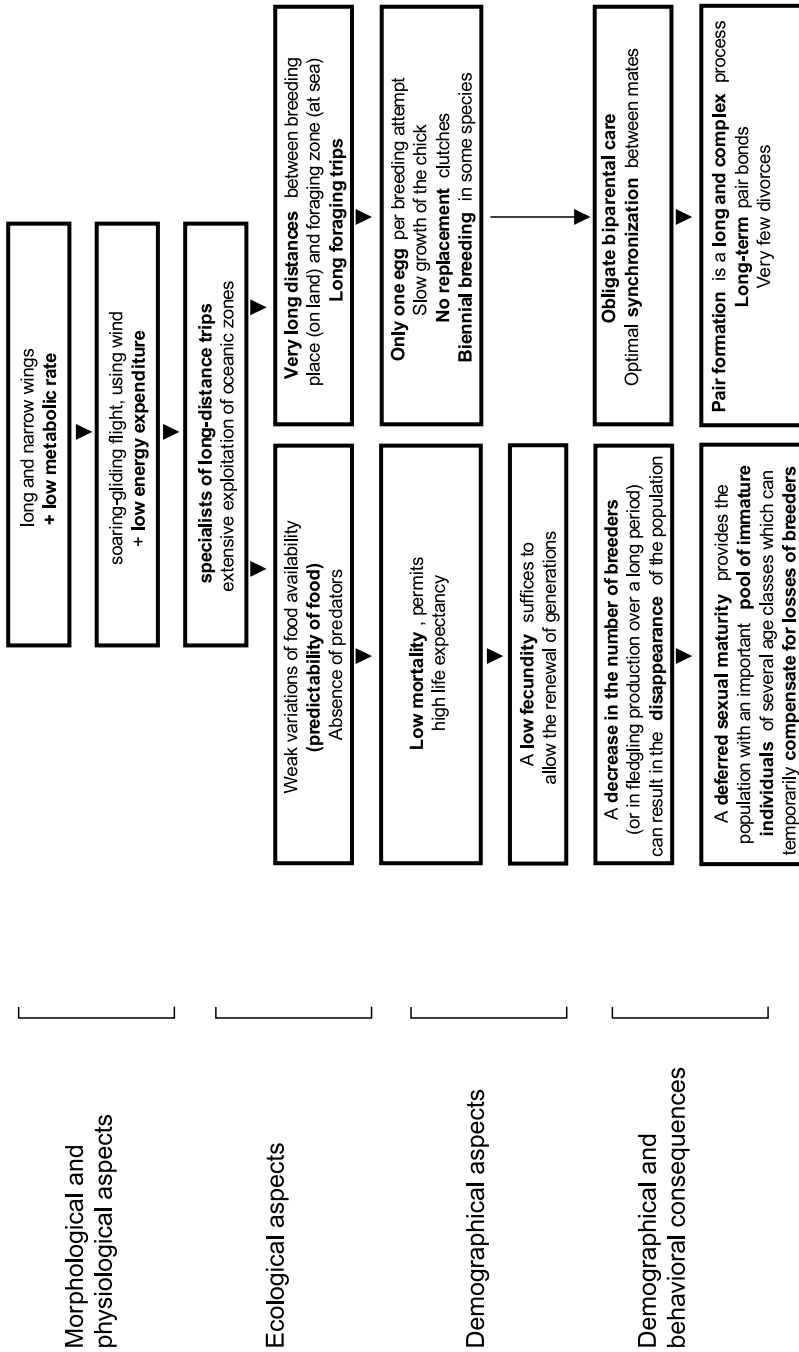 Morphological and
physiological aspects
long and narrow wings
+ low metabolic rate
soaring-gliding flight, using wind
+ low energy expenditure
Ecological aspects
specialists of long-distance trips
extensive exploitation of oceanic zones
Weak variations of food availability
(predictability of food)
Absence of predators
Very long distances between breeding
place (on land) and foraging zone (at sea)
Long foraging trips
Demographical aspects
Low mortality , permits
high life expectancy
A low fecundity suffices to
allow the renewal of generations
Only one egg per breeding attempt
Slow growth of the chick
No replacement clutches
Biennial breeding in some species
Demographical and
behavioral consequences
A decrease in the number of breeders
(or in fledgling production over a long period)
can result in the disappearance of the population
A deferred sexual maturity provides the
population with an important pool of immature
individuals of several age classes which can
temporarily compensate for losses of breeders
Obligate biparental care
Optimal synchronization between mates
Pair formation is a long and complex process
Long-term pair bonds
Very few divorces